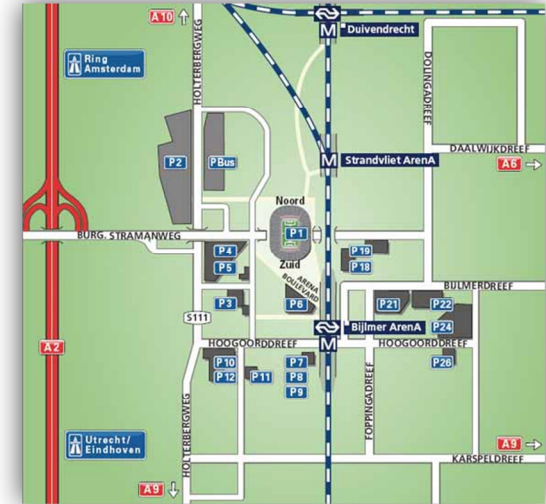 A10
HOLTERBERGWEG
M
Duivendrecht
Ring
Amsterdam
DOLINGADREEF
P2
PBus
M
Strandvliet ArenA
DAALWIJKDREEF
A6
Noord
P1
BURG. STRAMANWEG
Zuid
P4
P5
P19
P18
ARENA
BOULEVARD
BIJLMERDREEF
P3
P6
P21
P22
P24
S111
Bijlmer ArenA
M
A2
HOOGOORDDREEF
HOOGOORDDREEF
P10
P12
P11
P7
P8
P9
P26
FOPPINGADREEF
HOLTERBERGWEG
Utrecht/
Eindhoven
A9
KARSPELDREEF
A9